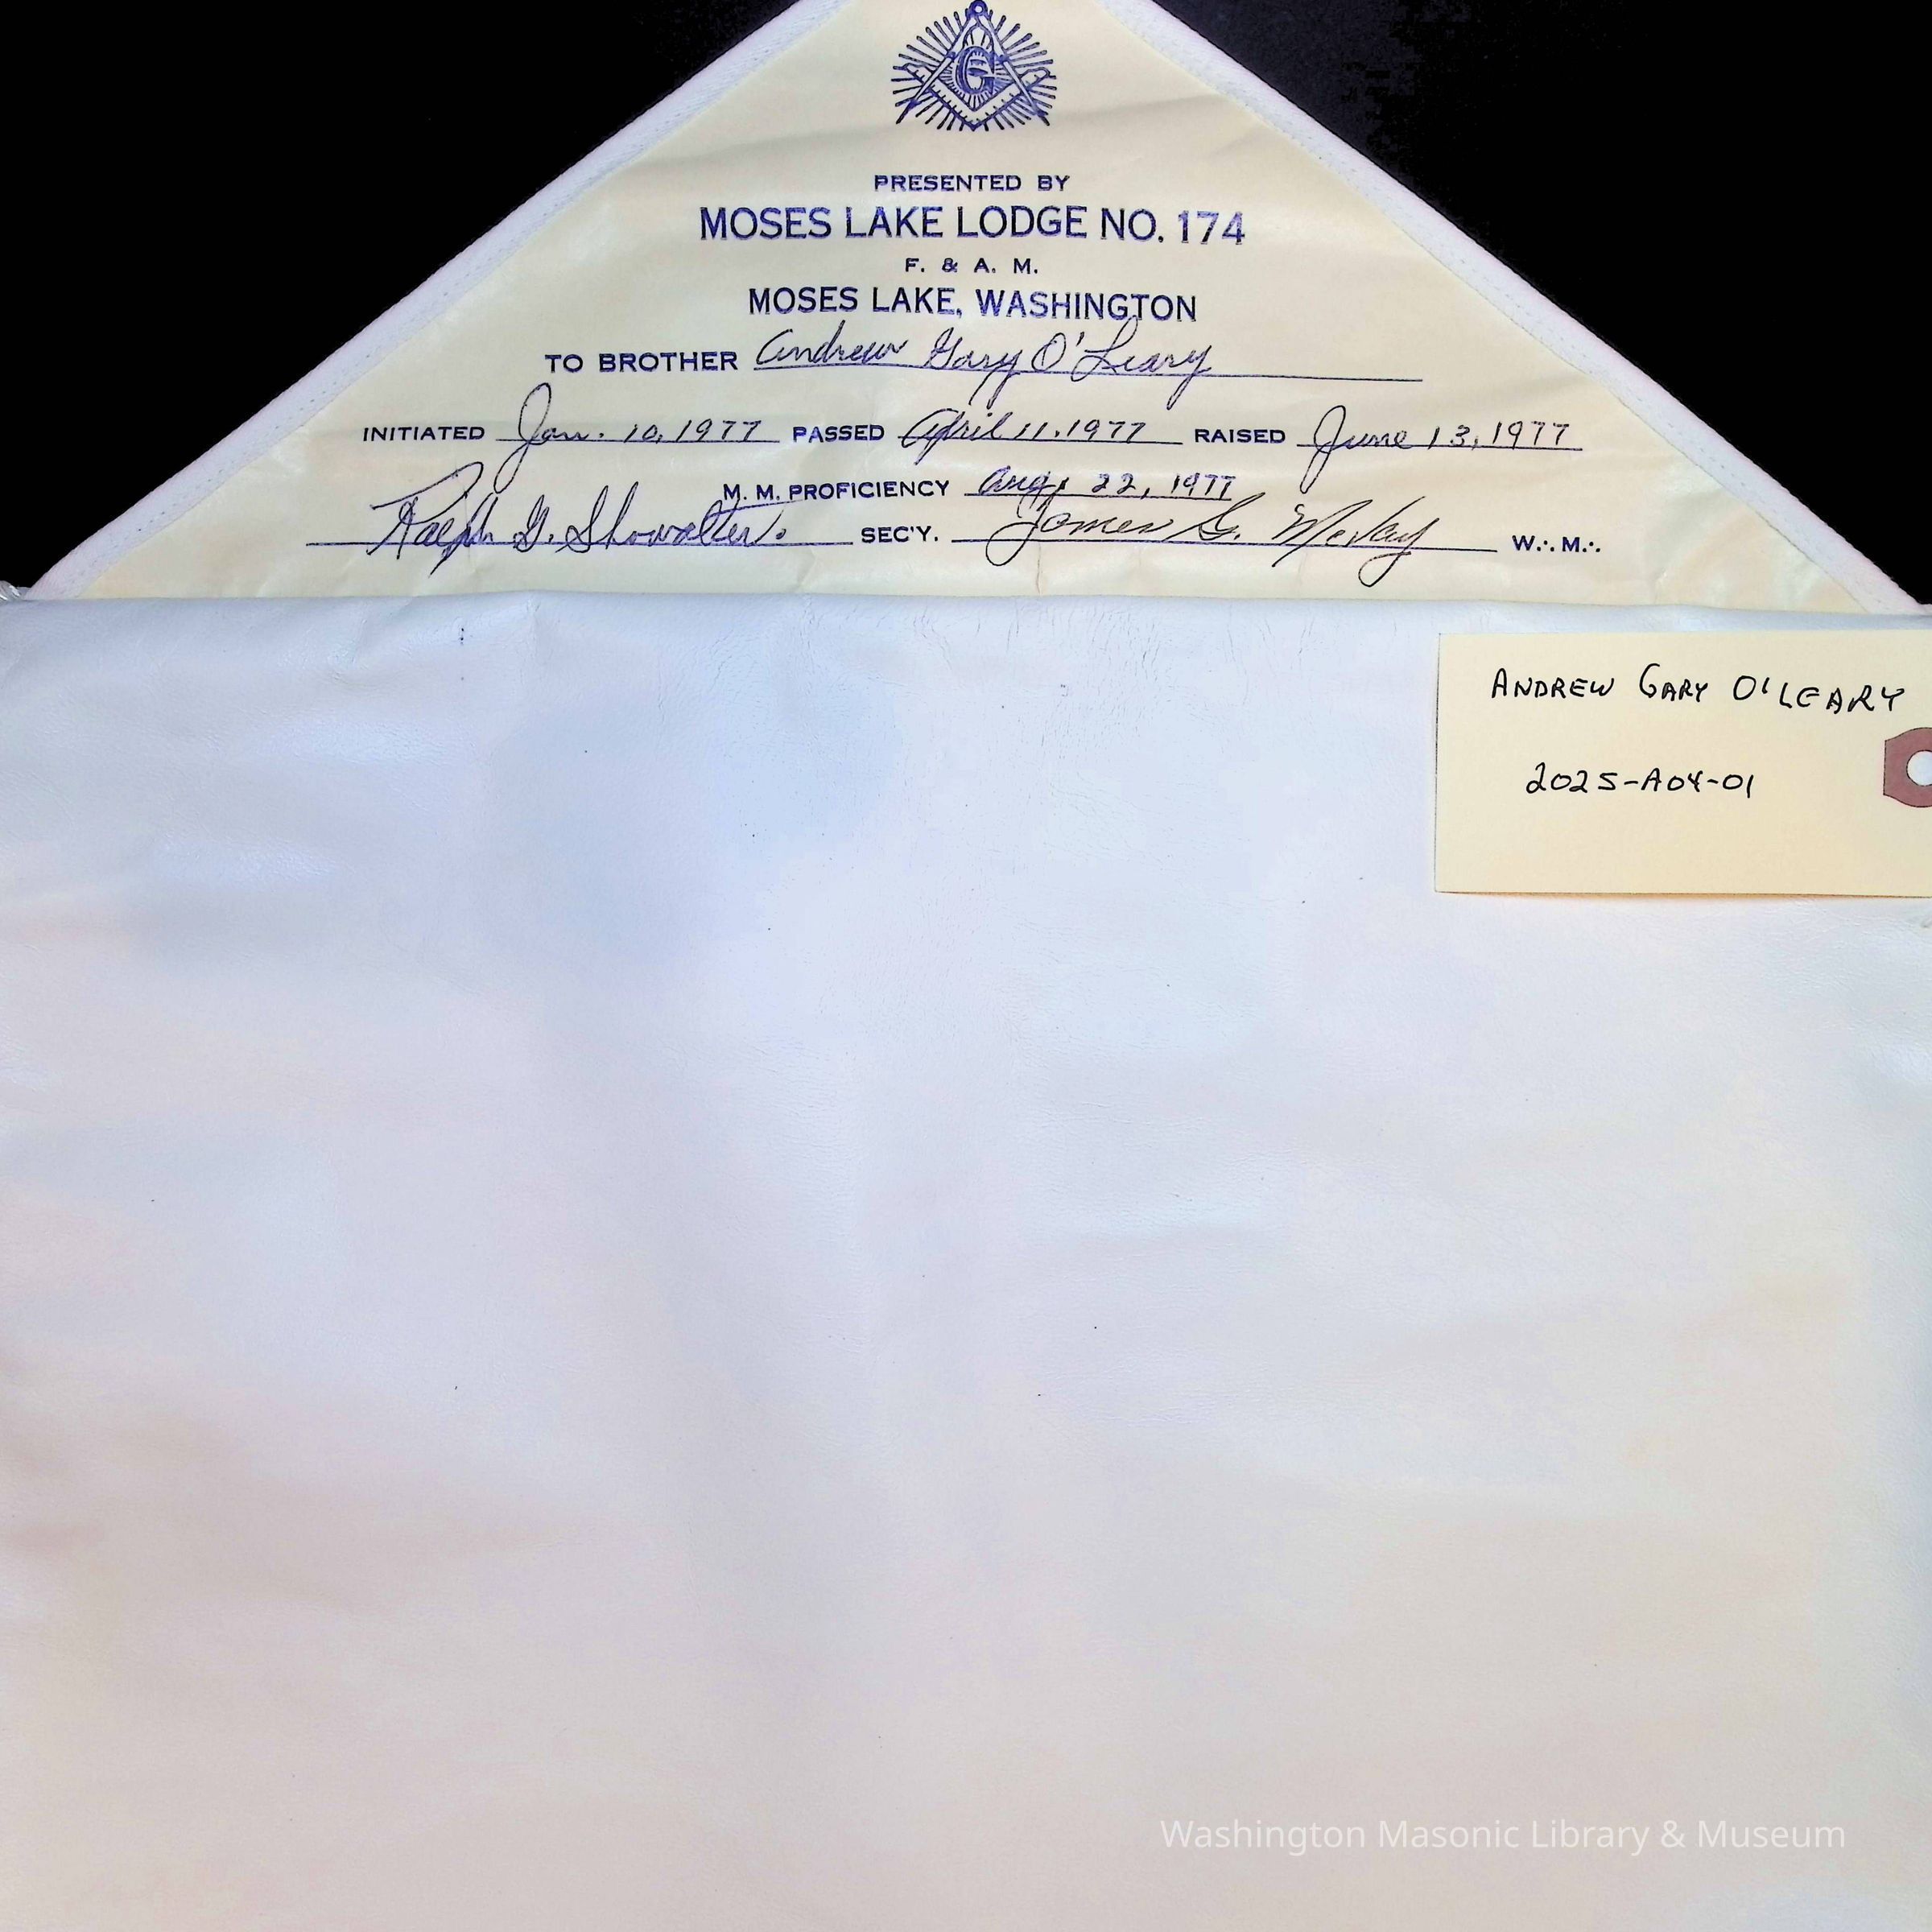 G
PRESENTED BY
MOSES LAKE LODGE NO. 174
F. & A. M.
MOSES LAKE, WASHINGTON
TO BROTHER Andrew Gary O'Leary
INITIATED Jan. 10, 1977 PASSED April 11, 1977 RAISED June 13, 1977
M. M. PROFICIENCY Aug. 22, 1977
Ralph G. Showalter. SEC'Y. James G. McVay W∴ M∴
ANDREW GARY O'LEARY
2025-A04-01
Washington Masonic Library & Museum